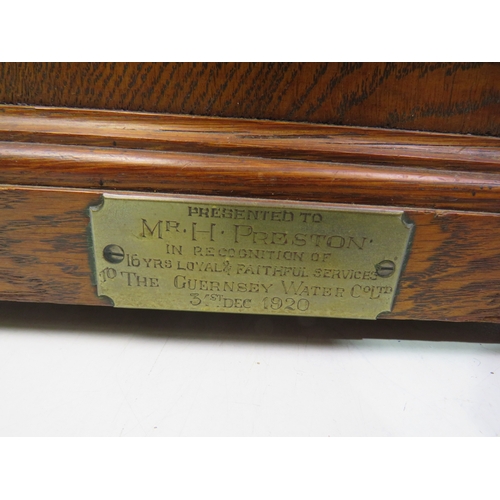 PRESENTED TO
MR. H. PRESTON.
IN RECOGNITION OF
16 YRS LOYAL & FAITHFUL SERVICES
TO THE GUERNSEY WATER CO LTD
31ST DEC 1920